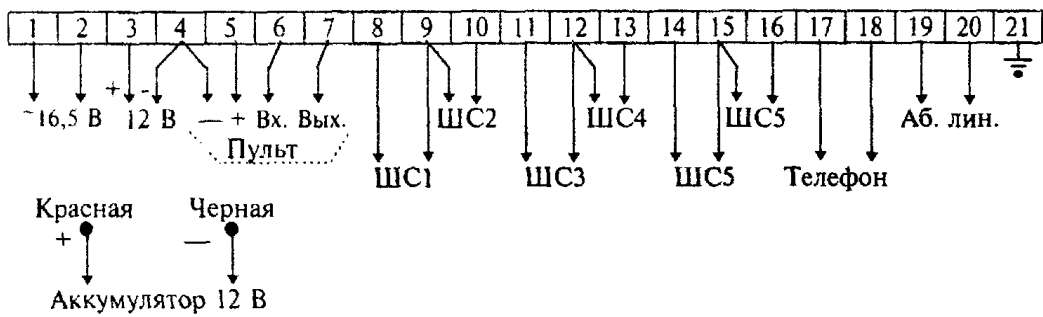 1 2 3 4 5 6 7 8 9 10 11 12 13 14 15 16 17 18 19 20 21
+ -
~16,5 В 12 В — + Вх. Вых. ШС2 ШС4 ШС5 Аб. лин.
Пульт
ШС1 ШС3 ШС5 Телефон
Красная Черная
+ —
Аккумулятор 12 В